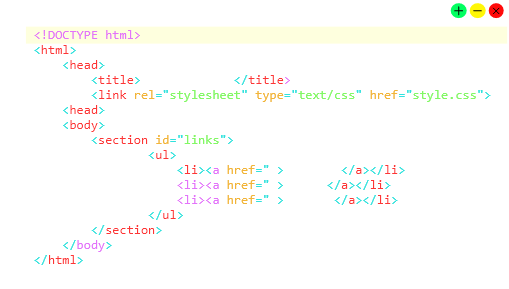 <!DOCTYPE html>
<html>
<head>
<title> </title>
<link rel="stylesheet" type="text/css" href="style.css">
<head>
<body>
<section id="links">
<ul>
<li><a href=" > </a></li>
<li><a href=" > </a></li>
<li><a href=" > </a></li>
</ul>
</section>
</body>
</html>